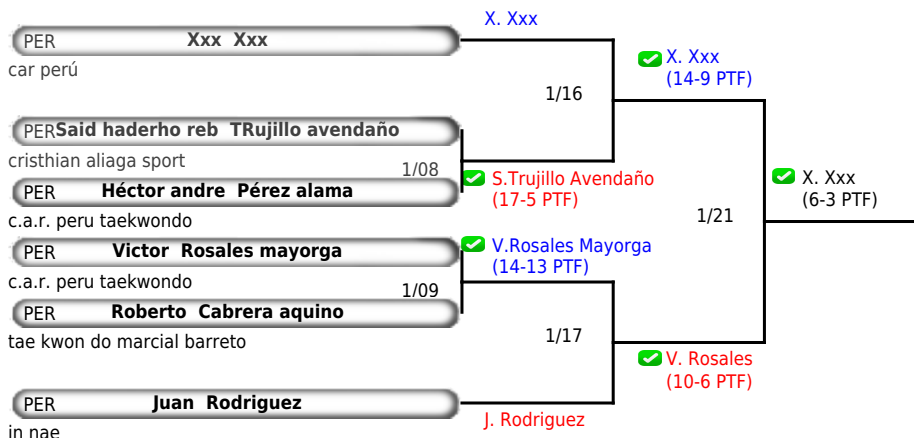 X. Xxx
PER Xxx Xxx
car perú
X. Xxx
(14-9 PTF)
1/16
PER Said haderho reb TRujillo avendaño
cristhian aliaga sport
1/08
S.Trujillo Avendaño
(17-5 PTF)
PER Héctor andre Pérez alama
c.a.r. peru taekwondo
X. Xxx
(6-3 PTF)
1/21
PER Victor Rosales mayorga
c.a.r. peru taekwondo
V.Rosales Mayorga
(14-13 PTF)
1/09
PER Roberto Cabrera aquino
tae kwon do marcial barreto
1/17
V. Rosales
(10-6 PTF)
PER Juan Rodriguez
in nae
J. Rodriguez